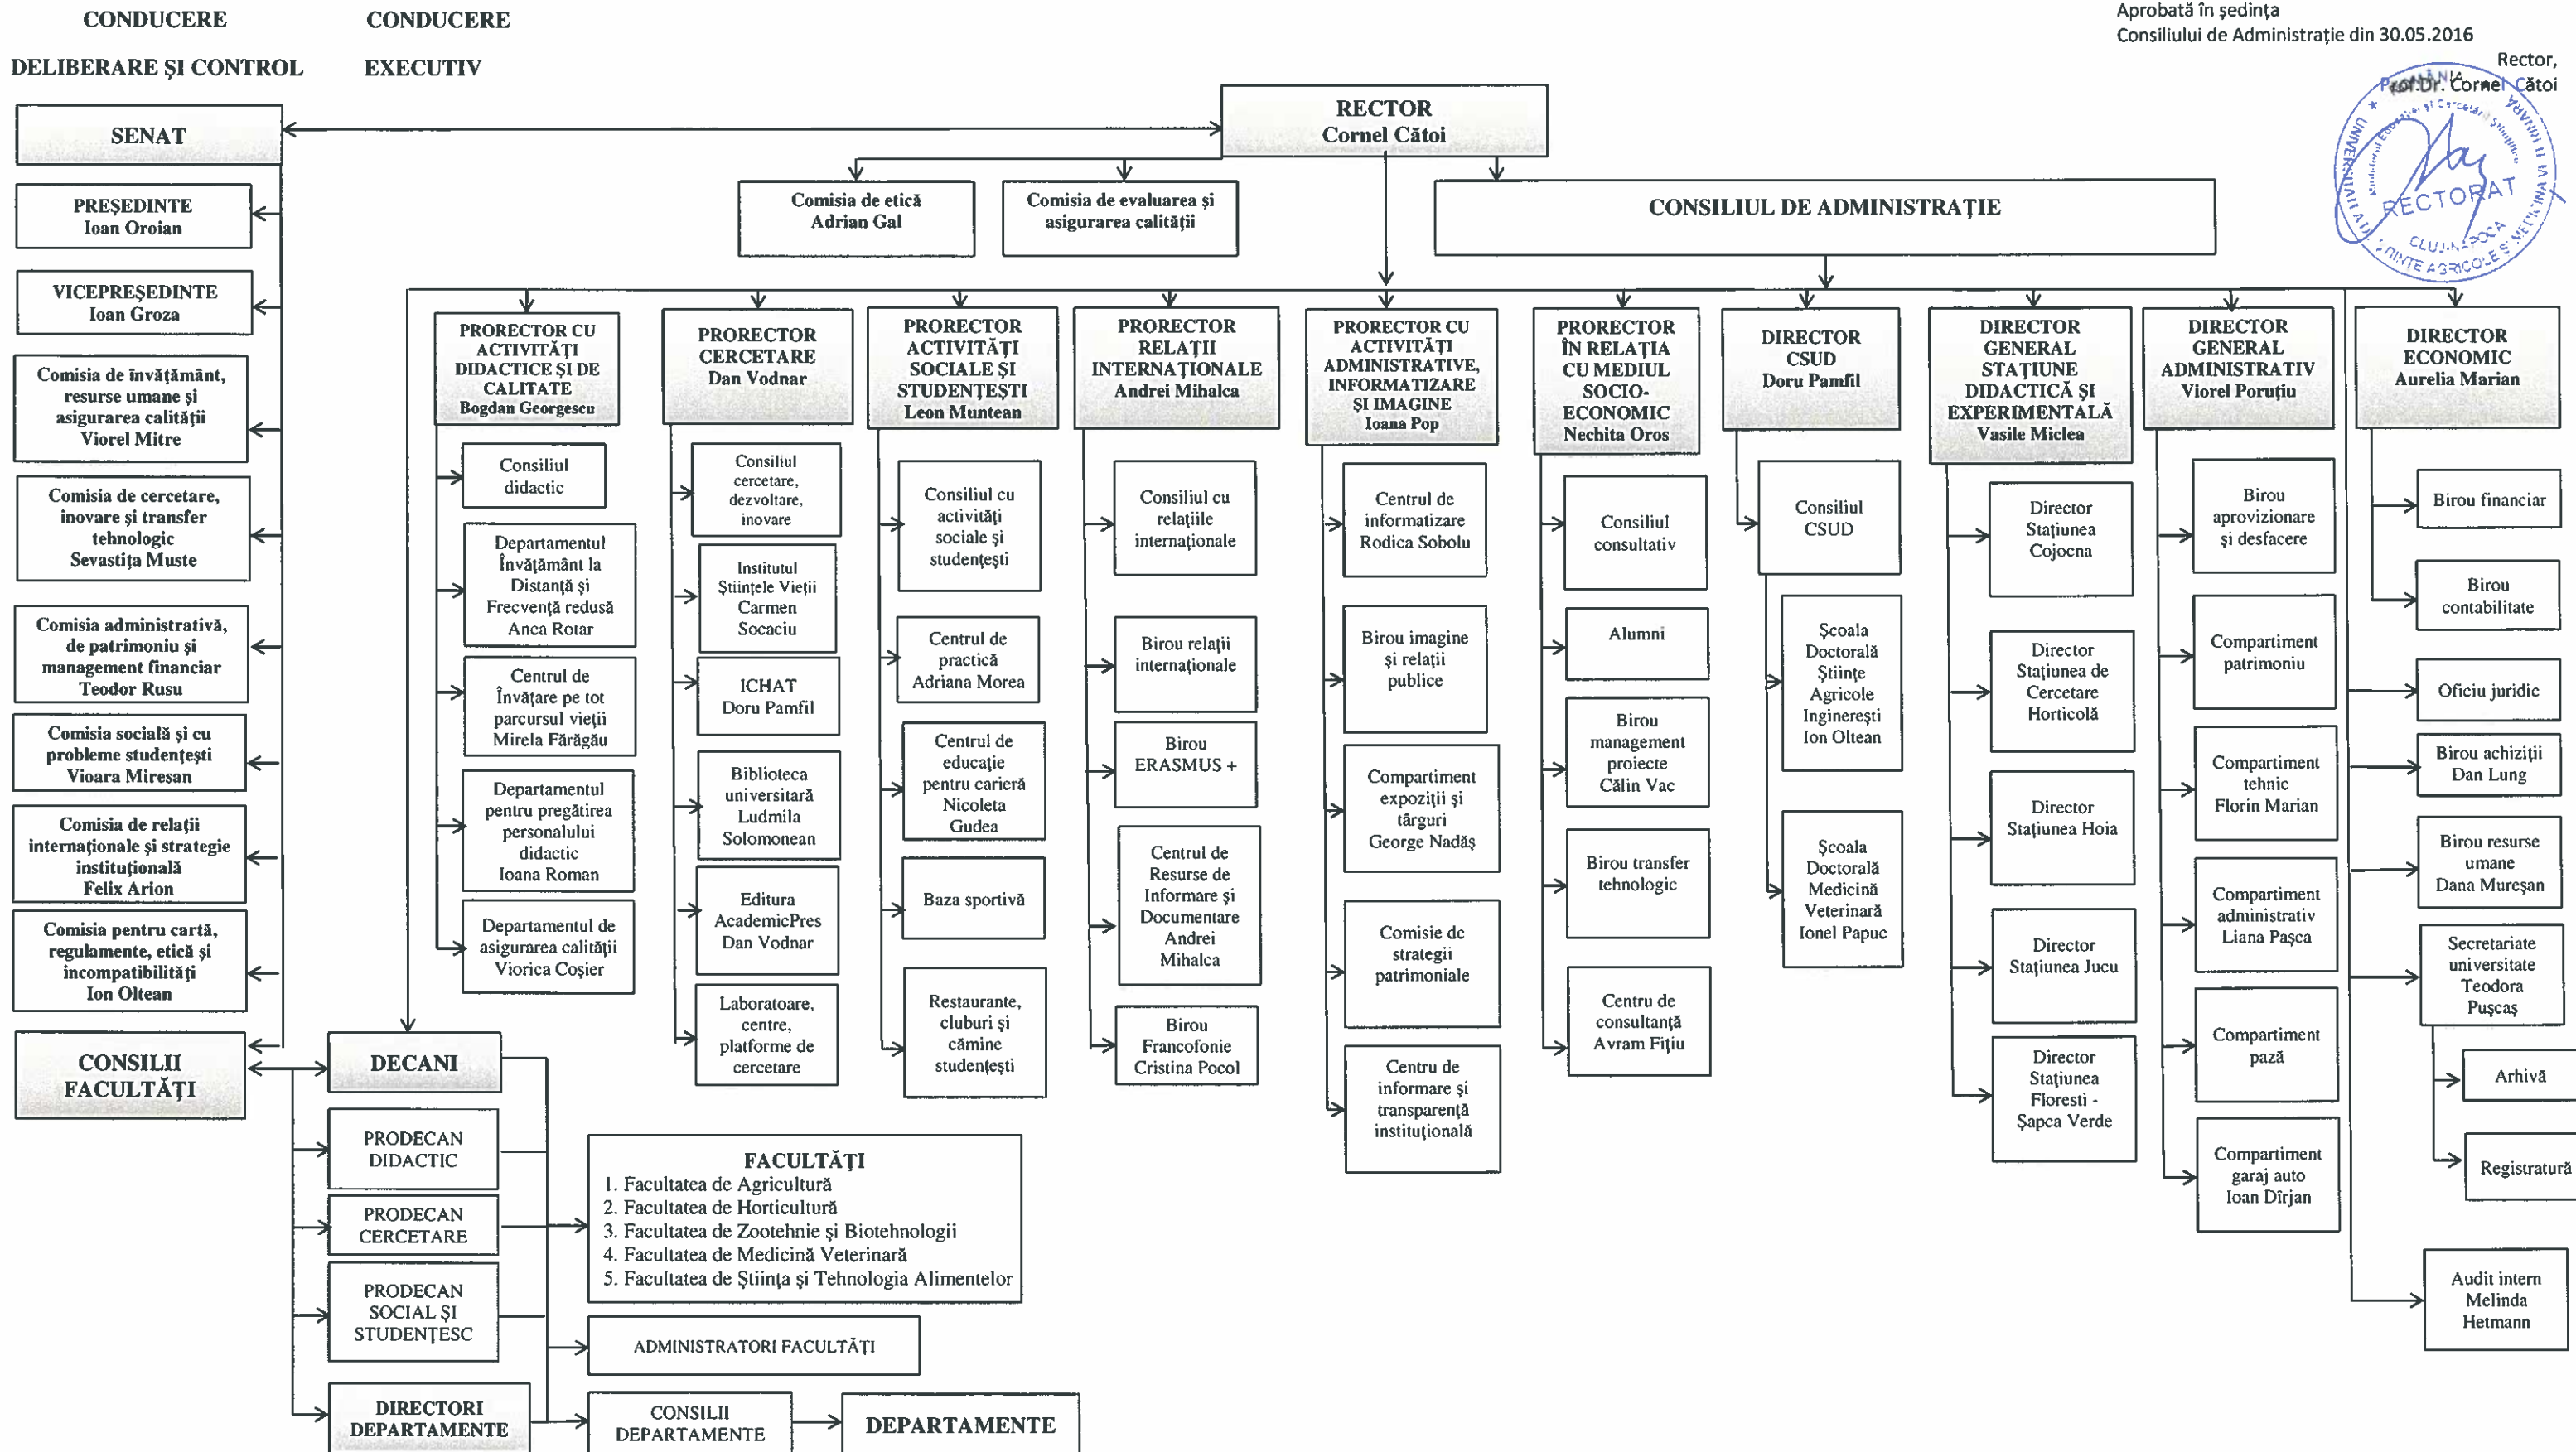 CONDUCERE
DELIBERARE ŞI CONTROL
CONDUCERE
EXECUTIV
Aprobată în şedinţa
Consiliului de Administraţie din 30.05.2016
Rector,
Prof.Dr. Cornel Cătoi
RECTORAT
CLUJ-NAPOCA
RECTOR
Cornel Cătoi
SENAT
PREŞEDINTE
Ioan Oroian
VICEPREŞEDINTE
Ioan Groza
Comisia de învăţământ,
resurse umane şi
asigurarea calităţii
Viorel Mitre
Comisia de cercetare,
inovare şi transfer
tehnologic
Sevastiţa Muste
Comisia administrativă,
de patrimoniu şi
management financiar
Teodor Rusu
Comisia socială şi cu
probleme studenţeşti
Vioara Mireşan
Comisia de relaţii
internaţionale şi strategie
instituţională
Felix Arion
Comisia pentru cartă,
regulamente, etică şi
incompatibilităţi
Ion Oltean
CONSILII
FACULTĂŢI
Comisia de etică
Adrian Gal
Comisia de evaluarea şi
asigurarea calităţii
CONSILIUL DE ADMINISTRAŢIE
PRORECTOR CU
ACTIVITĂŢI
DIDACTICE ŞI DE
CALITATE
Bogdan Georgescu
Consiliul
didactic
Departamentul
Învăţământ la
Distanţă şi
Frecvenţă redusă
Anca Rotar
Centrul de
Învăţare pe tot
parcursul vieţii
Mirela Fărăgău
Departamentul
pentru pregătirea
personalului
didactic
Ioana Roman
Departamentul de
asigurarea calităţii
Viorica Coşier
PRORECTOR
CERCETARE
Dan Vodnar
Consiliul
cercetare,
dezvoltare,
inovare
Institutul
Ştiinţele Vieţii
Carmen
Socaciu
ICHAT
Doru Pamfil
Biblioteca
universitară
Ludmila
Solomonean
Editura
AcademicPres
Dan Vodnar
Laboratoare,
centre,
platforme de
cercetare
PRORECTOR
ACTIVITĂŢI
SOCIALE ŞI
STUDENŢEŞTI
Leon Muntean
Consiliul cu
activităţi
sociale şi
studenţeşti
Centrul de
practică
Adriana Morea
Centrul de
educaţie
pentru carieră
Nicoleta
Gudea
Baza sportivă
Restaurante,
cluburi şi
cămine
studenţeşti
PRORECTOR
RELAŢII
INTERNAŢIONALE
Andrei Mihalca
Consiliul cu
relaţiile
internaţionale
Birou relaţii
internaţionale
Birou
ERASMUS +
Centrul de
Resurse de
Informare şi
Documentare
Andrei
Mihalca
Birou
Francofonie
Cristina Pocol
PRORECTOR CU
ACTIVITĂŢI
ADMINISTRATIVE,
INFORMATIZARE
ŞI IMAGINE
Ioana Pop
Centrul de
informatizare
Rodica Sobolu
Birou imagine
şi relaţii
publice
Compartiment
expoziţii şi
târguri
George Nadăş
Comisie de
strategii
patrimoniale
Centru de
informare şi
transparenţă
instituţională
PRORECTOR
ÎN RELAŢIA
CU MEDIUL
SOCIO-
ECONOMIC
Nechita Oros
Consiliul
consultativ
Alumni
Birou
management
proiecte
Călin Vac
Birou transfer
tehnologic
Centru de
consultanţă
Avram Fiţiu
DIRECTOR
CSUD
Doru Pamfil
Consiliul
CSUD
Şcoala
Doctorală
Ştiinţe
Agricole
Inginereşti
Ion Oltean
Şcoala
Doctorală
Medicină
Veterinară
Ionel Papuc
DIRECTOR
GENERAL
STAŢIUNE
DIDACTICĂ ŞI
EXPERIMENTALĂ
Vasile Miclea
Director
Staţiunea
Cojocna
Director
Staţiunea de
Cercetare
Horticolă
Director
Staţiunea Hoia
Director
Staţiunea Jucu
Director
Staţiunea
Floresti -
Şapca Verde
DIRECTOR
GENERAL
ADMINISTRATIV
Viorel Poruţiu
Birou
aprovizionare
şi desfacere
Compartiment
patrimoniu
Compartiment
tehnic
Florin Marian
Compartiment
administrativ
Liana Paşca
Compartiment
pază
Compartiment
garaj auto
Ioan Dîrjan
DIRECTOR
ECONOMIC
Aurelia Marian
Birou financiar
Birou
contabilitate
Oficiu juridic
Birou achiziţii
Dan Lung
Birou resurse
umane
Dana Mureşan
Secretariate
universitate
Teodora
Puşcaş
Arhivă
Registratură
Audit intern
Melinda
Hetmann
DECANI
PRODECAN
DIDACTIC
PRODECAN
CERCETARE
PRODECAN
SOCIAL ŞI
STUDENŢESC
DIRECTORI
DEPARTAMENTE
FACULTĂŢI
1. Facultatea de Agricultură
2. Facultatea de Horticultură
3. Facultatea de Zootehnie şi Biotehnologii
4. Facultatea de Medicină Veterinară
5. Facultatea de Ştiinţa şi Tehnologia Alimentelor
ADMINISTRATORI FACULTĂŢI
CONSILII
DEPARTAMENTE
DEPARTAMENTE